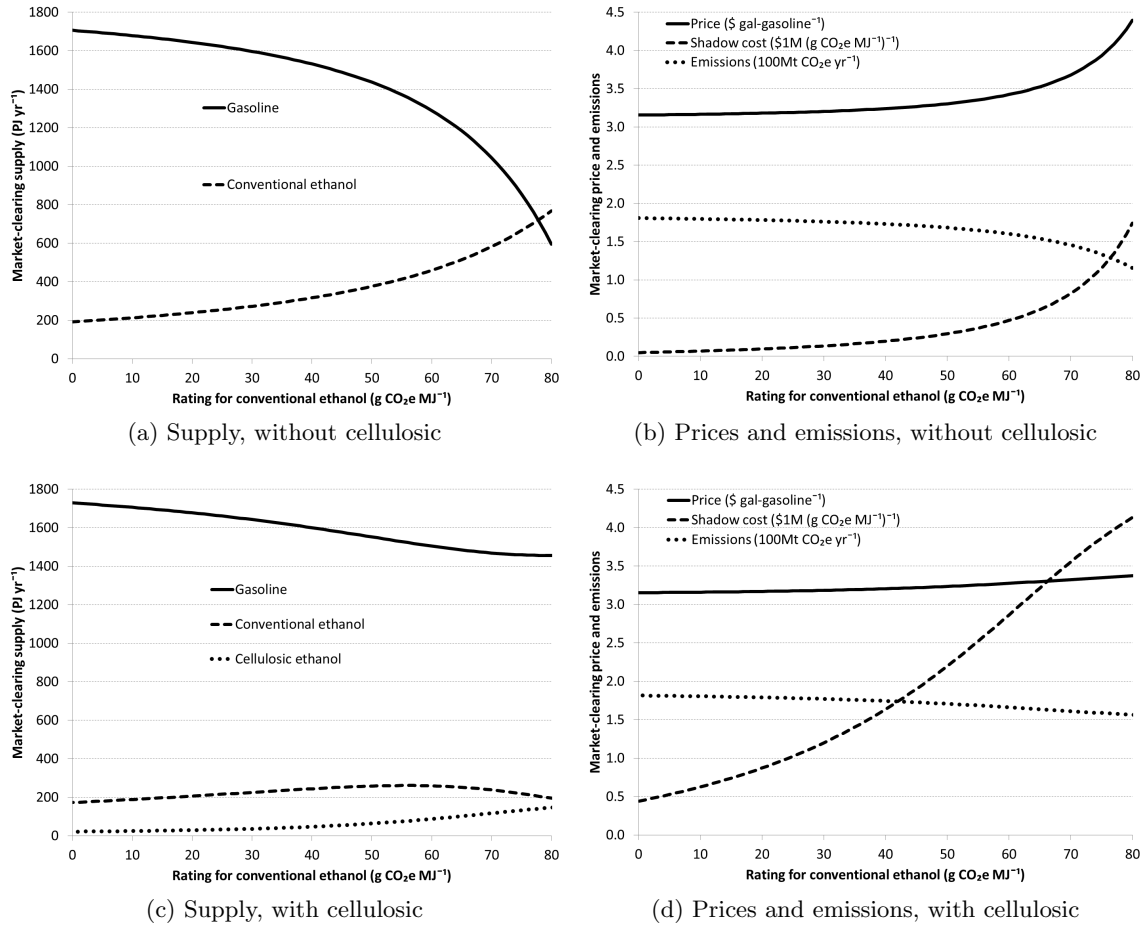 1800
1600
1400
1200
1000
800
600
400
200
0
Market-clearing supply (PJ yr⁻¹)
Gasoline
Conventional ethanol
0 10 20 30 40 50 60 70 80
Rating for conventional ethanol (g CO₂e MJ⁻¹)
(a) Supply, without cellulosic
4.5
4.0
3.5
3.0
2.5
2.0
1.5
1.0
0.5
0.0
Market-clearing price and emissions
Price ($ gal-gasoline⁻¹)
Shadow cost ($1M (g CO₂e MJ⁻¹)⁻¹)
Emissions (100Mt CO₂e yr⁻¹)
0 10 20 30 40 50 60 70 80
Rating for conventional ethanol (g CO₂e MJ⁻¹)
(b) Prices and emissions, without cellulosic
1800
1600
1400
1200
1000
800
600
400
200
0
Market-clearing supply (PJ yr⁻¹)
Gasoline
Conventional ethanol
Cellulosic ethanol
0 10 20 30 40 50 60 70 80
Rating for conventional ethanol (g CO₂e MJ⁻¹)
(c) Supply, with cellulosic
4.5
4.0
3.5
3.0
2.5
2.0
1.5
1.0
0.5
0.0
Market-clearing price and emissions
Price ($ gal-gasoline⁻¹)
Shadow cost ($1M (g CO₂e MJ⁻¹)⁻¹)
Emissions (100Mt CO₂e yr⁻¹)
0 10 20 30 40 50 60 70 80
Rating for conventional ethanol (g CO₂e MJ⁻¹)
(d) Prices and emissions, with cellulosic